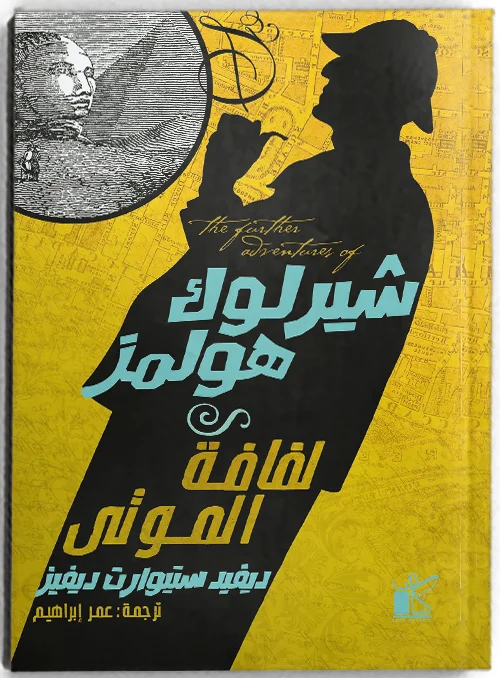 the further
adventures of
شيرلوك
هولمز
لفافة
الموتى
ديفيد ستيوارت ديفيز
ترجمة: عمر إبراهيم